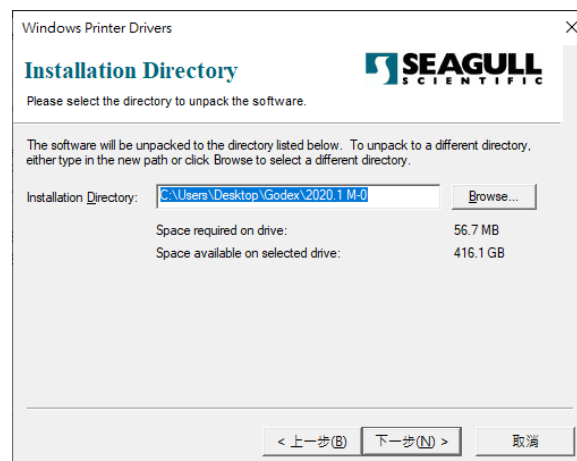 Windows Printer Drivers
Installation Directory
SEAGULL
SCIENTIFIC
Please select the directory to unpack the software.
The software will be unpacked to the directory listed below. To unpack to a different directory,
either type in the new path or click Browse to select a different directory.
Installation Directory: C:\Users\Desktop\Godex\2020.1 M-0 Browse...
Space required on drive: 56.7 MB
Space available on selected drive: 416.1 GB
< 上一步(B) 下一步(N) > 取消